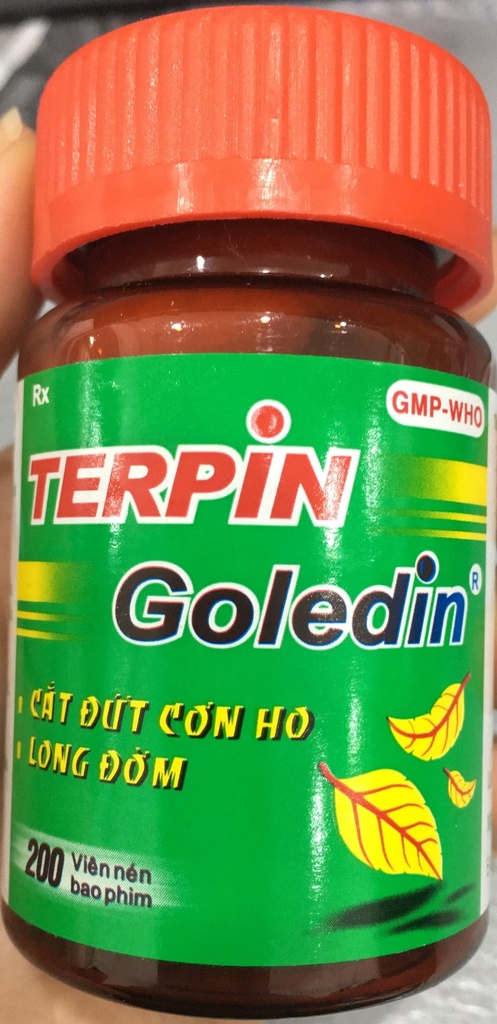 Rx
GMP-WHO
TERPiN
Goledin®
CẮT ĐỨT CƠN HO
LONG ĐỜM
200 Viên nén
bao phim